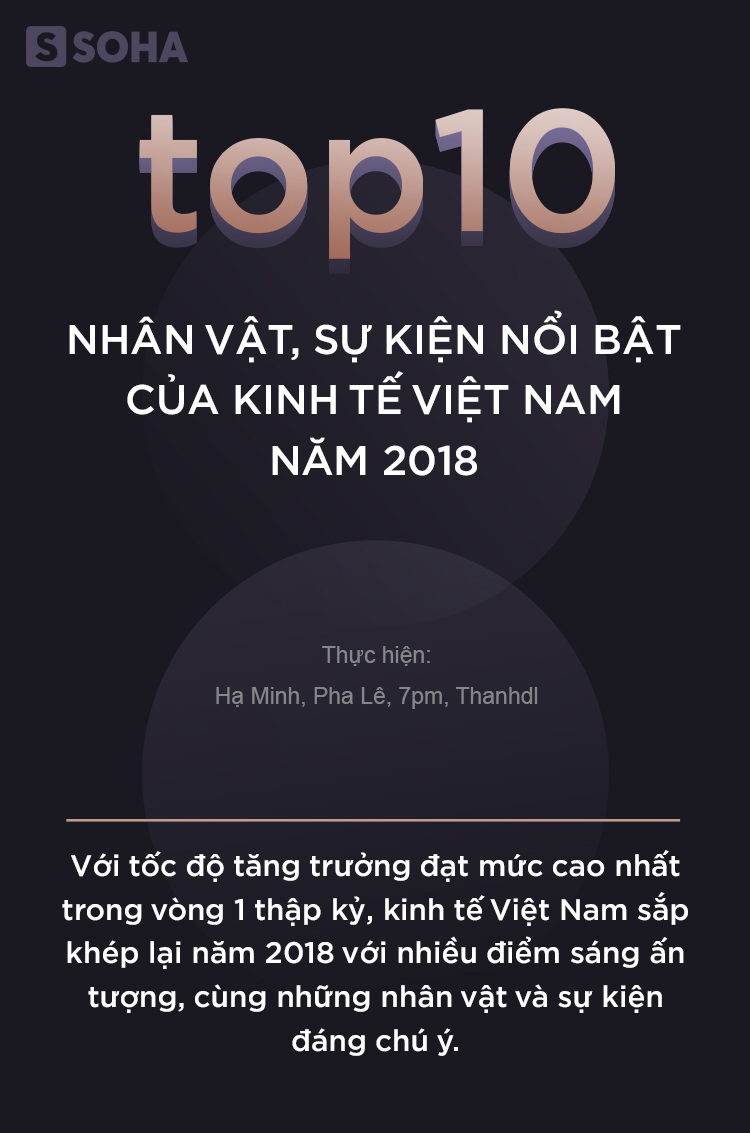 S SOHA
top10
NHÂN VẬT, SỰ KIỆN NỔI BẬT
CỦA KINH TẾ VIỆT NAM
NĂM 2018
Thực hiện:
Hạ Minh, Pha Lê, 7pm, Thanhdl
Với tốc độ tăng trưởng đạt mức cao nhất
trong vòng 1 thập kỷ, kinh tế Việt Nam sắp
khép lại năm 2018 với nhiều điểm sáng ấn
tượng, cùng những nhân vật và sự kiện
đáng chú ý.